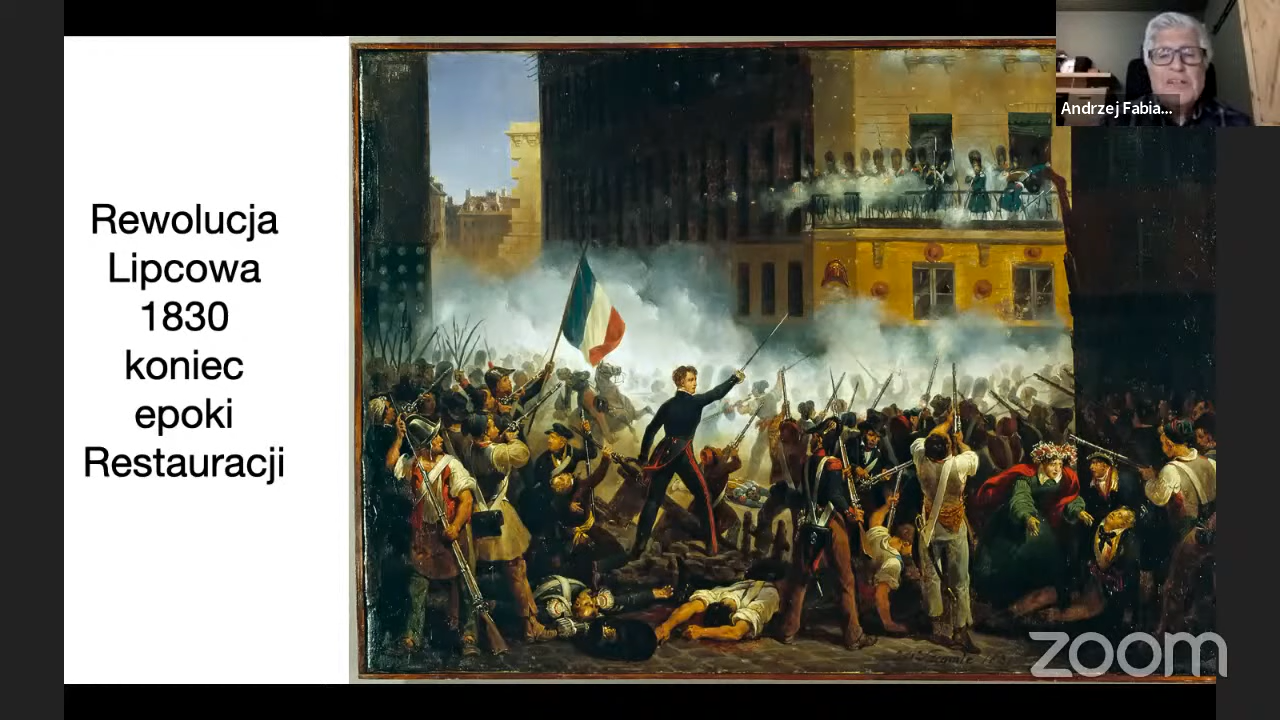 Rewolucja
Lipcowa
1830
koniec
epoki
Restauracji
Andrzej Fabia...
zoom